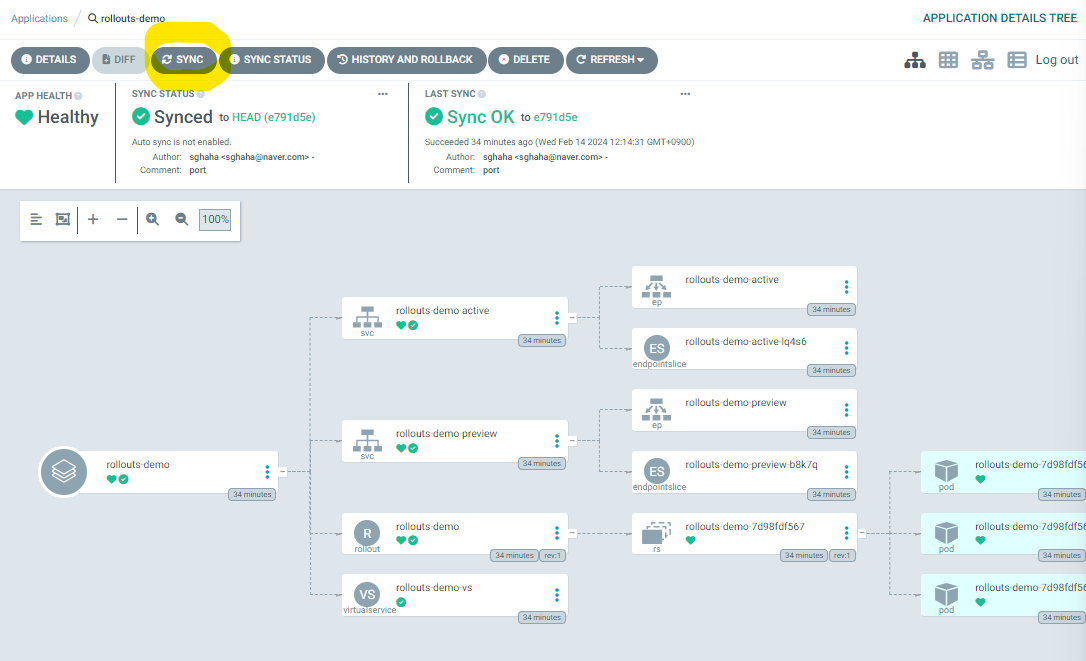 Applications / rollouts-demo
APPLICATION DETAILS TREE
DETAILS DIFF SYNC SYNC STATUS HISTORY AND ROLLBACK DELETE REFRESH
Log out
APP HEALTH
Healthy
SYNC STATUS
Synced to HEAD (e791d5e)
Auto sync is not enabled.
Author: sghaha <sghaha@naver.com> -
Comment: port
LAST SYNC
Sync OK to e791d5e
Succeeded 34 minutes ago (Wed Feb 14 2024 12:14:31 GMT+0900)
Author: sghaha <sghaha@naver.com> -
Comment: port
100%
rollouts-demo
34 minutes
svc
rollouts-demo-active
34 minutes
svc
rollouts-demo-preview
34 minutes
R
rollout
rollouts-demo
34 minutes rev:1
VS
virtualservice
rollouts-demo-vs
34 minutes
ep
rollouts-demo-active
34 minutes
ES
endpointslice
rollouts-demo-active-lq4s6
34 minutes
ep
rollouts-demo-preview
34 minutes
ES
endpointslice
rollouts-demo-preview-b8k7q
34 minutes
rs
rollouts-demo-7d98fdf567
34 minutes rev:1
pod
rollouts-demo-7d98fdf56
34 minutes
pod
rollouts-demo-7d98fdf56
34 minutes
pod
rollouts-demo-7d98fdf56
34 minutes